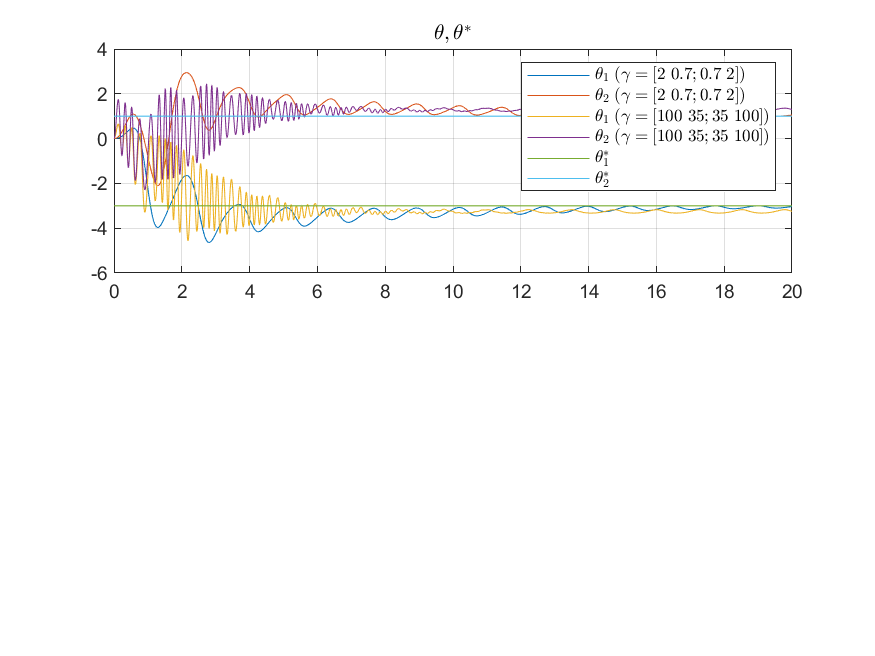 θ, θ*
4
2
0
-2
-4
-6
0 2 4 6 8 10 12 14 16 18 20
θ₁ (γ = [2 0.7; 0.7 2])
θ₂ (γ = [2 0.7; 0.7 2])
θ₁ (γ = [100 35; 35 100])
θ₂ (γ = [100 35; 35 100])
θ₁*
θ₂*